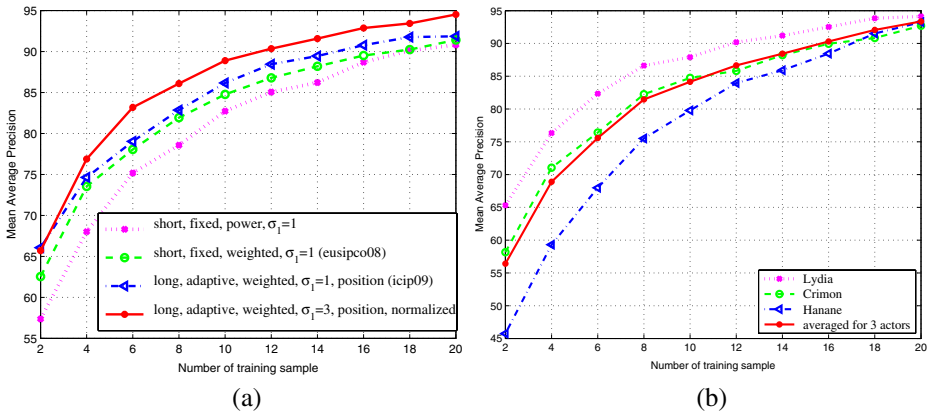 95
90
85
80
75
70
65
60
55
Mean Average Precision
short, fixed, power, σ1=1
short, fixed, weighted, σ1=1 (eusipco08)
long, adaptive, weighted, σ1=1, position (icip09)
long, adaptive, weighted, σ1=3, position, normalized
2 4 6 8 10 12 14 16 18 20
Number of training sample
(a)
95
90
85
80
75
70
65
60
55
50
45
Mean Average Precision
Lydia
Crimon
Hanane
averaged for 3 actors
2 4 6 8 10 12 14 16 18 20
Number of training sample
(b)